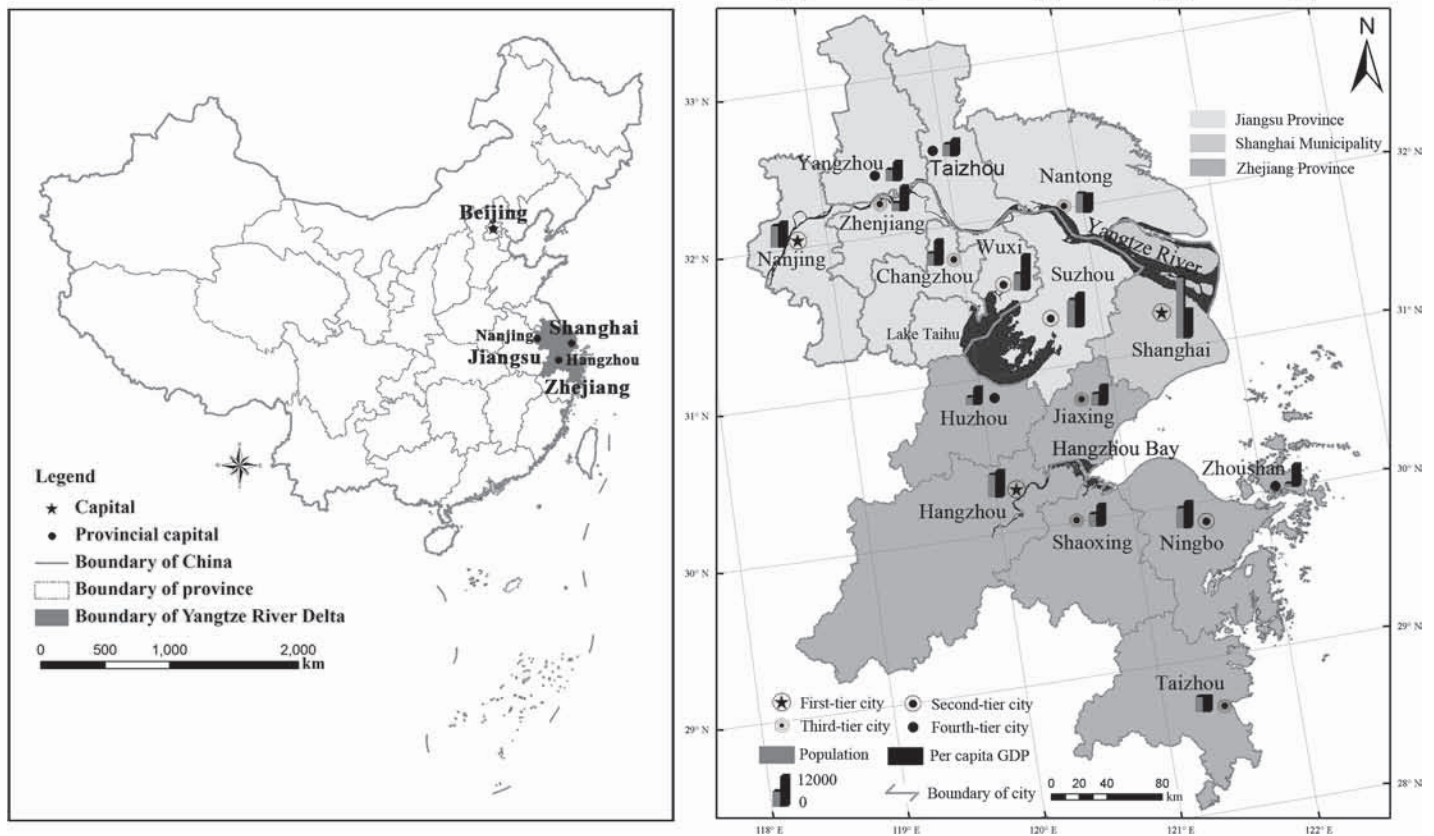 Beijing
Nanjing
Shanghai
Jiangsu
Hangzhou
Zhejiang
Legend
Capital
Provincial capital
Boundary of China
Boundary of province
Boundary of Yangtze River Delta
0 500 1,000 2,000
km
N
33° N
32° N
31° N
30° N
29° N
32° N
31° N
30° N
29° N
28° N
Jiangsu Province
Shanghai Municipality
Zhejiang Province
Yangzhou
Taizhou
Nantong
Zhenjiang
Yangtze River
Nanjing
Wuxi
Changzhou
Suzhou
Lake Taihu
Shanghai
Huzhou
Jiaxing
Hangzhou Bay
Zhoushan
Hangzhou
Shaoxing
Ningbo
Taizhou
First-tier city
Second-tier city
Third-tier city
Fourth-tier city
Population
Per capita GDP
12000
0
Boundary of city
0 20 40 80
km
118° E
119° E
120° E
121° E
122° E